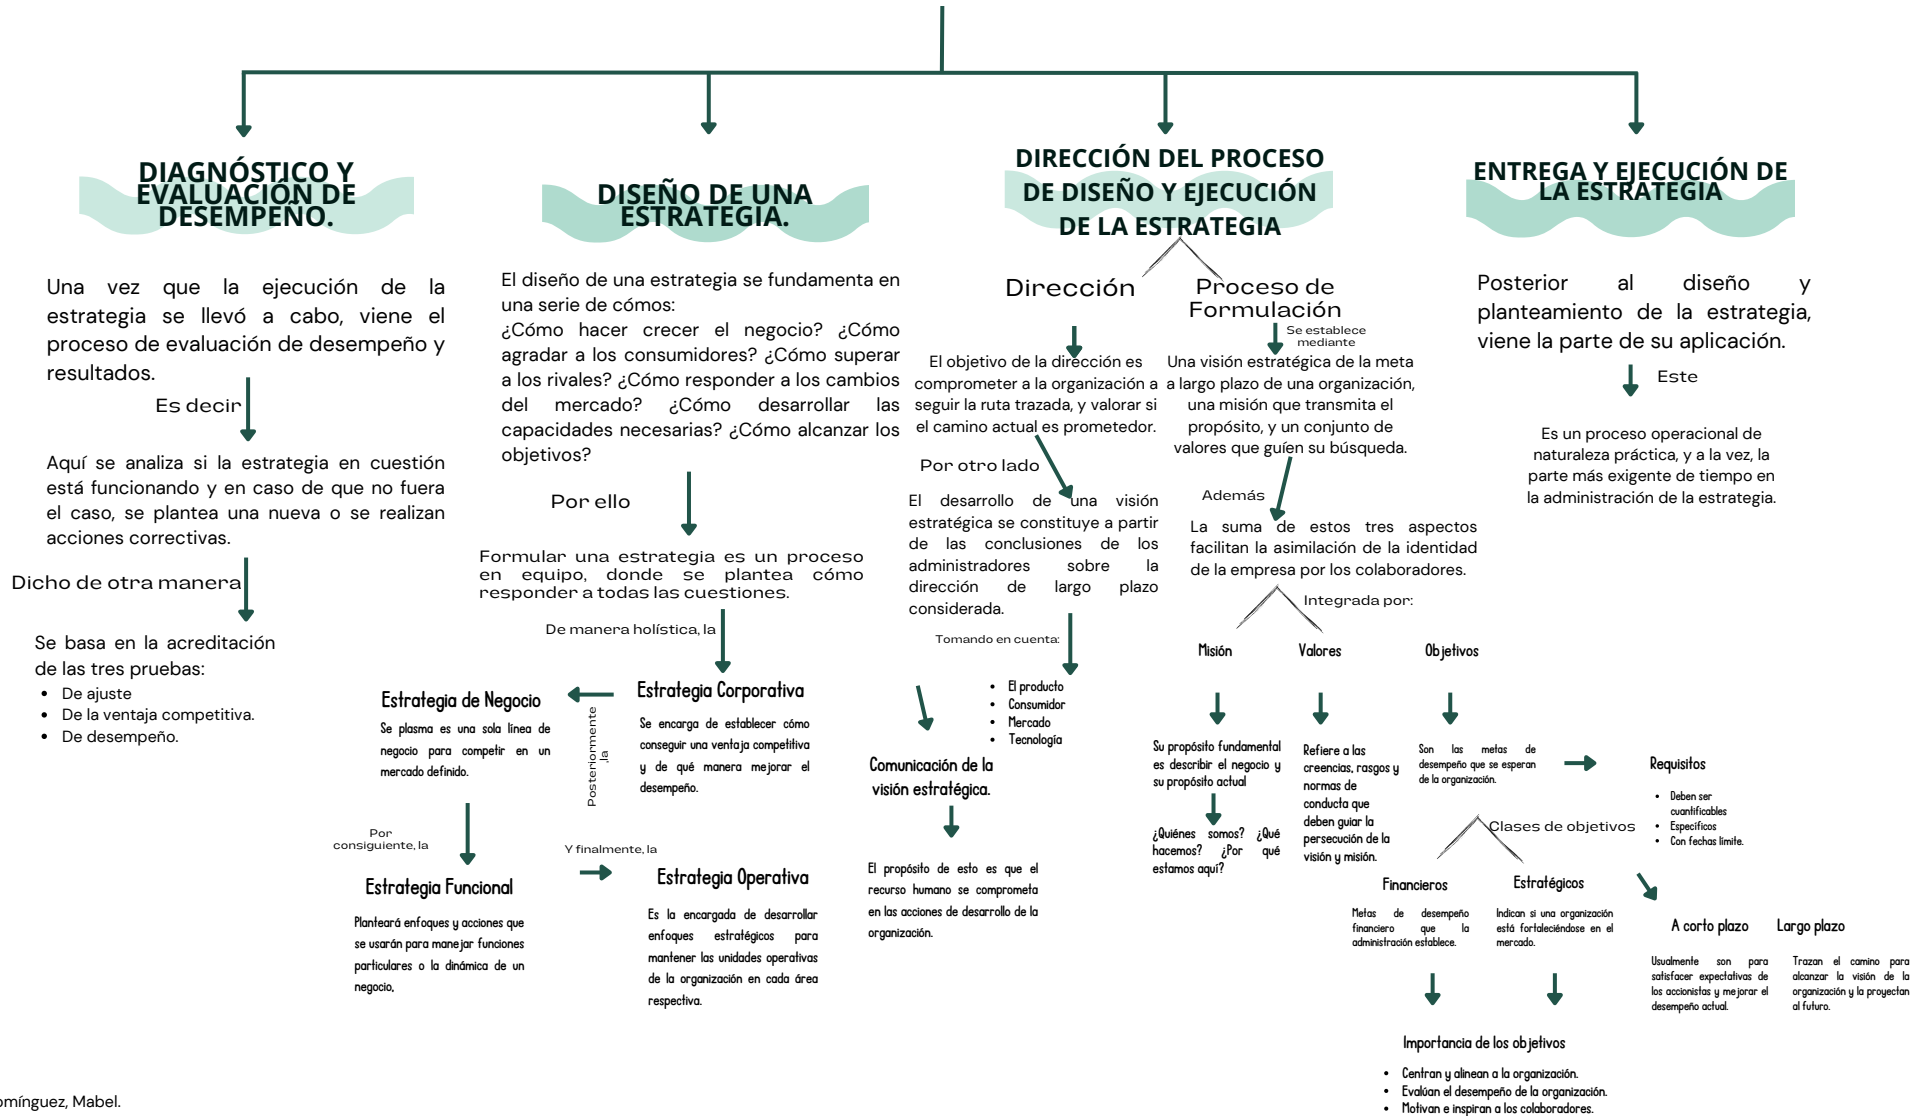 DIAGNÓSTICO Y
EVALUACIÓN DE
DESEMPEÑO.
Una vez que la ejecución de la
estrategia se llevó a cabo, viene el
proceso de evaluación de desempeño y
resultados.
Es decir
Aquí se analiza si la estrategia en cuestión
está funcionando y en caso de que no fuera
el caso, se plantea una nueva o se realizan
acciones correctivas.
Dicho de otra manera
Se basa en la acreditación
de las tres pruebas:
• De ajuste
• De la ventaja competitiva.
• De desempeño.
DISEÑO DE UNA
ESTRATEGIA.
El diseño de una estrategia se fundamenta en
una serie de cómos:
¿Cómo hacer crecer el negocio? ¿Cómo
agradar a los consumidores? ¿Cómo superar
a los rivales? ¿Cómo responder a los cambios
del mercado? ¿Cómo desarrollar las
capacidades necesarias? ¿Cómo alcanzar los
objetivos?
Por ello
Formular una estrategia es un proceso
en equipo, donde se plantea cómo
responder a todas las cuestiones.
De manera holística, la
Estrategia Corporativa
Se encarga de establecer cómo
conseguir una ventaja competitiva
y de qué manera mejorar el
desempeño.
Posteriormente
,la
Estrategia de Negocio
Se plasma es una sola línea de
negocio para competir en un
mercado definido.
Por
consiguiente, la
Estrategia Funcional
Planteará enfoques y acciones que
se usarán para manejar funciones
particulares o la dinámica de un
negocio,
Y finalmente, la
Estrategia Operativa
Es la encargada de desarrollar
enfoques estratégicos para
mantener las unidades operativas
de la organización en cada área
respectiva.
DIRECCIÓN DEL PROCESO
DE DISEÑO Y EJECUCIÓN
DE LA ESTRATEGIA
Dirección
El objetivo de la dirección es
comprometer a la organización a
seguir la ruta trazada, y valorar si
el camino actual es prometedor.
Por otro lado
El desarrollo de una visión
estratégica se constituye a partir
de las conclusiones de los
administradores sobre la
dirección de largo plazo
considerada.
Tomando en cuenta:
• El producto
• Consumidor
• Mercado
• Tecnología
Comunicación de la
visión estratégica.
El propósito de esto es que el
recurso humano se comprometa
en las acciones de desarrollo de la
organización.
Proceso de
Formulación
Se establece
mediante
Una visión estratégica de la meta
a largo plazo de una organización,
una misión que transmita el
propósito, y un conjunto de
valores que guíen su búsqueda.
Además
La suma de estos tres aspectos
facilitan la asimilación de la identidad
de la empresa por los colaboradores.
Integrada por:
Misión
Su propósito fundamental
es describir el negocio y
su propósito actual
¿Quiénes somos? ¿Qué
hacemos? ¿Por qué
estamos aquí?
Valores
Refiere a las
creencias, rasgos y
normas de
conducta que
deben guiar la
persecución de la
visión y misión.
Objetivos
Son las metas de
desempeño que se esperan
de la organización.
Requisitos
• Deben ser
cuantificables
• Específicos
• Con fechas límite.
Clases de objetivos
Financieros
Metas de desempeño
financiero que la
administración establece.
Estratégicos
Indican si una organización
está fortaleciéndose en el
mercado.
A corto plazo
Usualmente son para
satisfacer expectativas de
los accionistas y mejorar el
desempeño actual.
Largo plazo
Trazan el camino para
alcanzar la visión de la
organización y la proyectan
al futuro.
Importancia de los objetivos
• Centran y alinean a la organización.
• Evalúan el desempeño de la organización.
• Motivan e inspiran a los colaboradores.
ENTREGA Y EJECUCIÓN DE
LA ESTRATEGIA
Posterior al diseño y
planteamiento de la estrategia,
viene la parte de su aplicación.
Este
Es un proceso operacional de
naturaleza práctica, y a la vez, la
parte más exigente de tiempo en
la administración de la estrategia.
omínguez, Mabel.